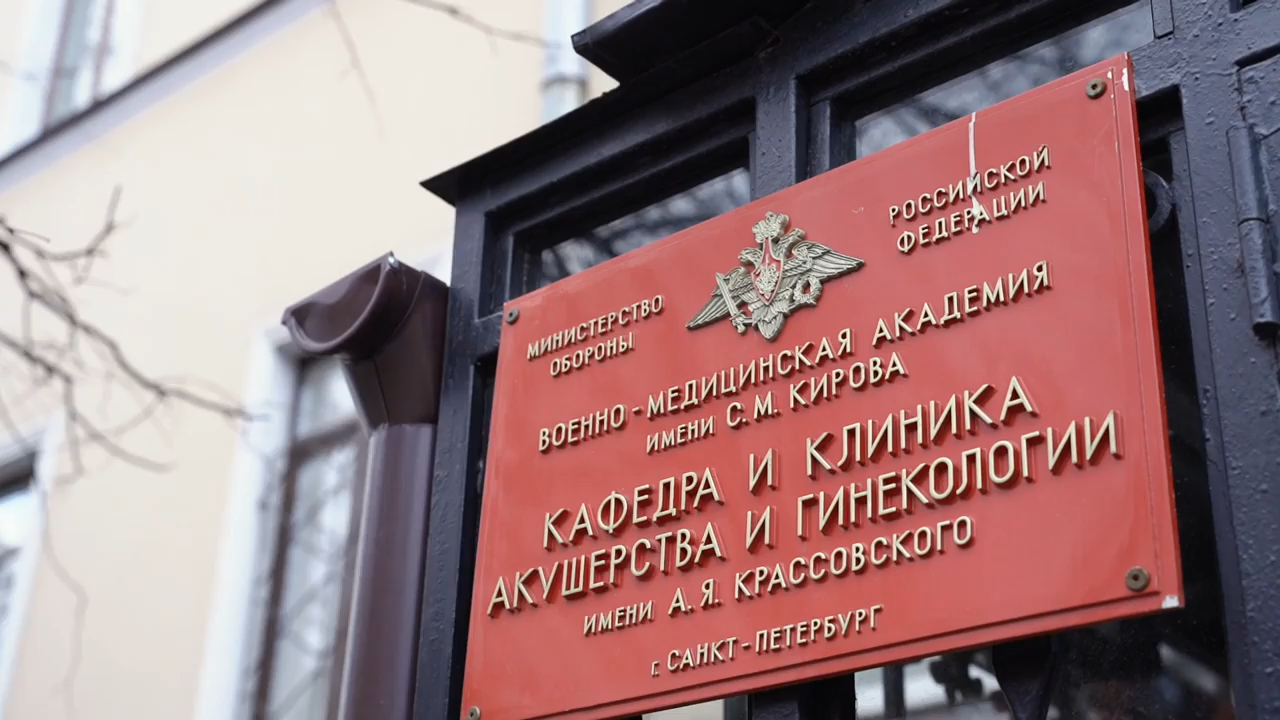 МИНИСТЕРСТВО
ОБОРОНЫ
РОССИЙСКОЙ
ФЕДЕРАЦИИ
ВОЕННО-МЕДИЦИНСКАЯ АКАДЕМИЯ
ИМЕНИ С.М. КИРОВА
КАФЕДРА И КЛИНИКА
АКУШЕРСТВА И ГИНЕКОЛОГИИ
ИМЕНИ А.Я. КРАССОВСКОГО
Г. САНКТ-ПЕТЕРБУРГ